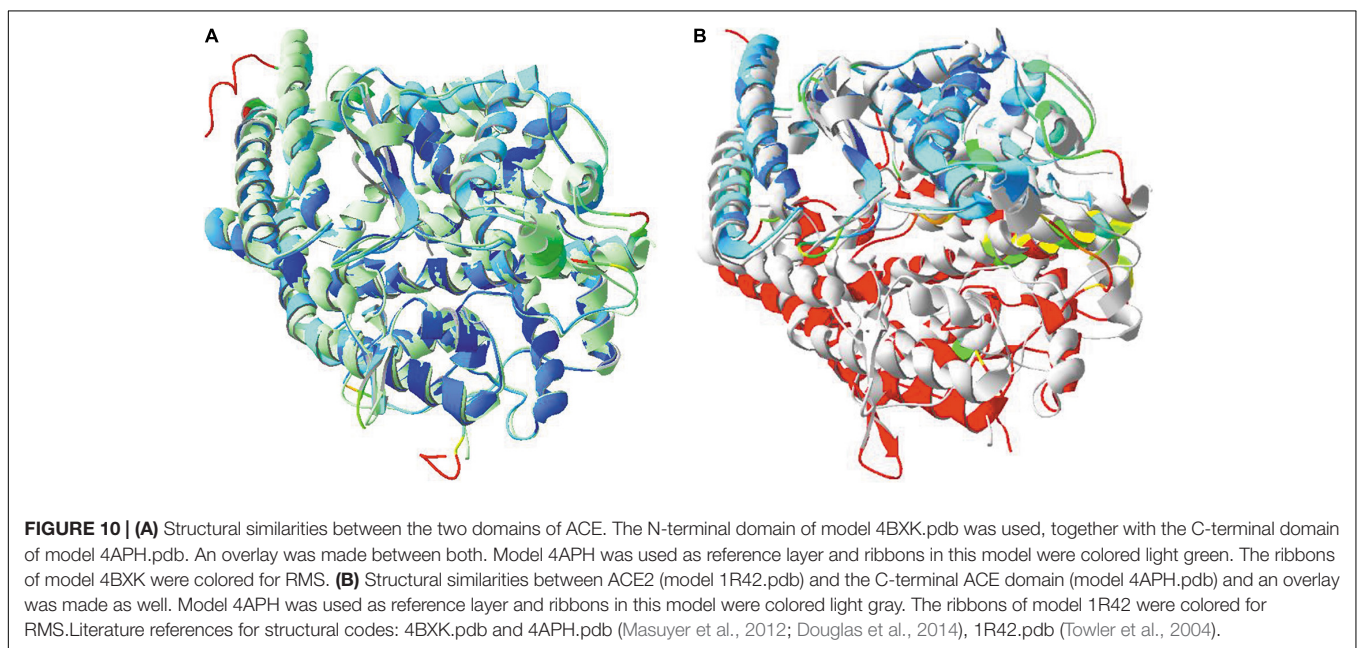 A
B
FIGURE 10 | (A) Structural similarities between the two domains of ACE. The N-terminal domain of model 4BXK.pdb was used, together with the C-terminal domain
of model 4APH.pdb. An overlay was made between both. Model 4APH was used as reference layer and ribbons in this model were colored light green. The ribbons
of model 4BXK were colored for RMS. (B) Structural similarities between ACE2 (model 1R42.pdb) and the C-terminal ACE domain (model 4APH.pdb) and an overlay
was made as well. Model 4APH was used as reference layer and ribbons in this model were colored light gray. The ribbons of model 1R42 were colored for
RMS.Literature references for structural codes: 4BXK.pdb and 4APH.pdb (Masuyer et al., 2012; Douglas et al., 2014), 1R42.pdb (Towler et al., 2004).